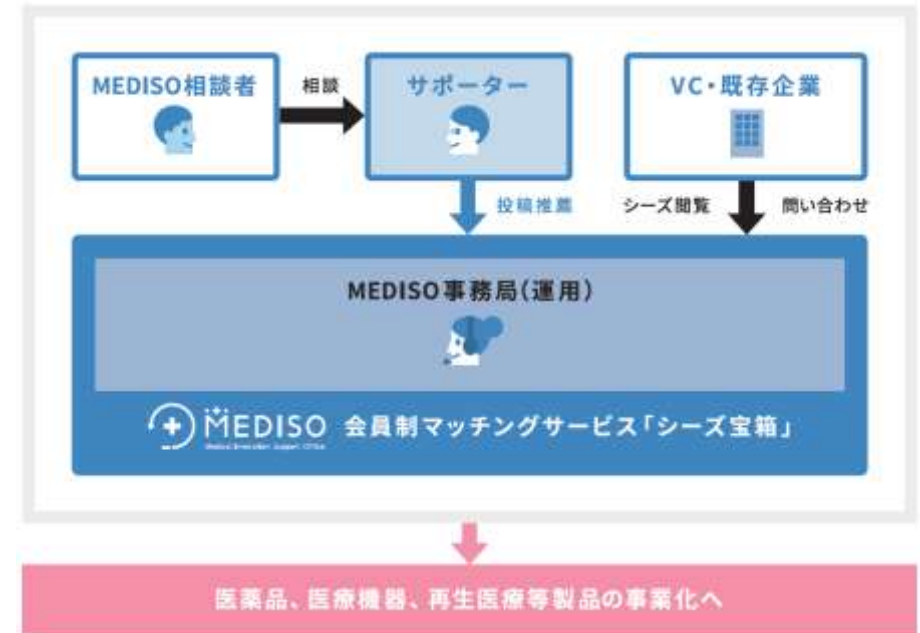 MEDISO相談者
相談
サポーター
VC・既存企業
投稿推薦
シーズ閲覧
問い合わせ
MEDISO事務局(運用)
MEDISO 会員制マッチングサービス「シーズ宝箱」
Medical Innovation Support Office
医薬品、医療機器、再生医療等製品の事業化へ